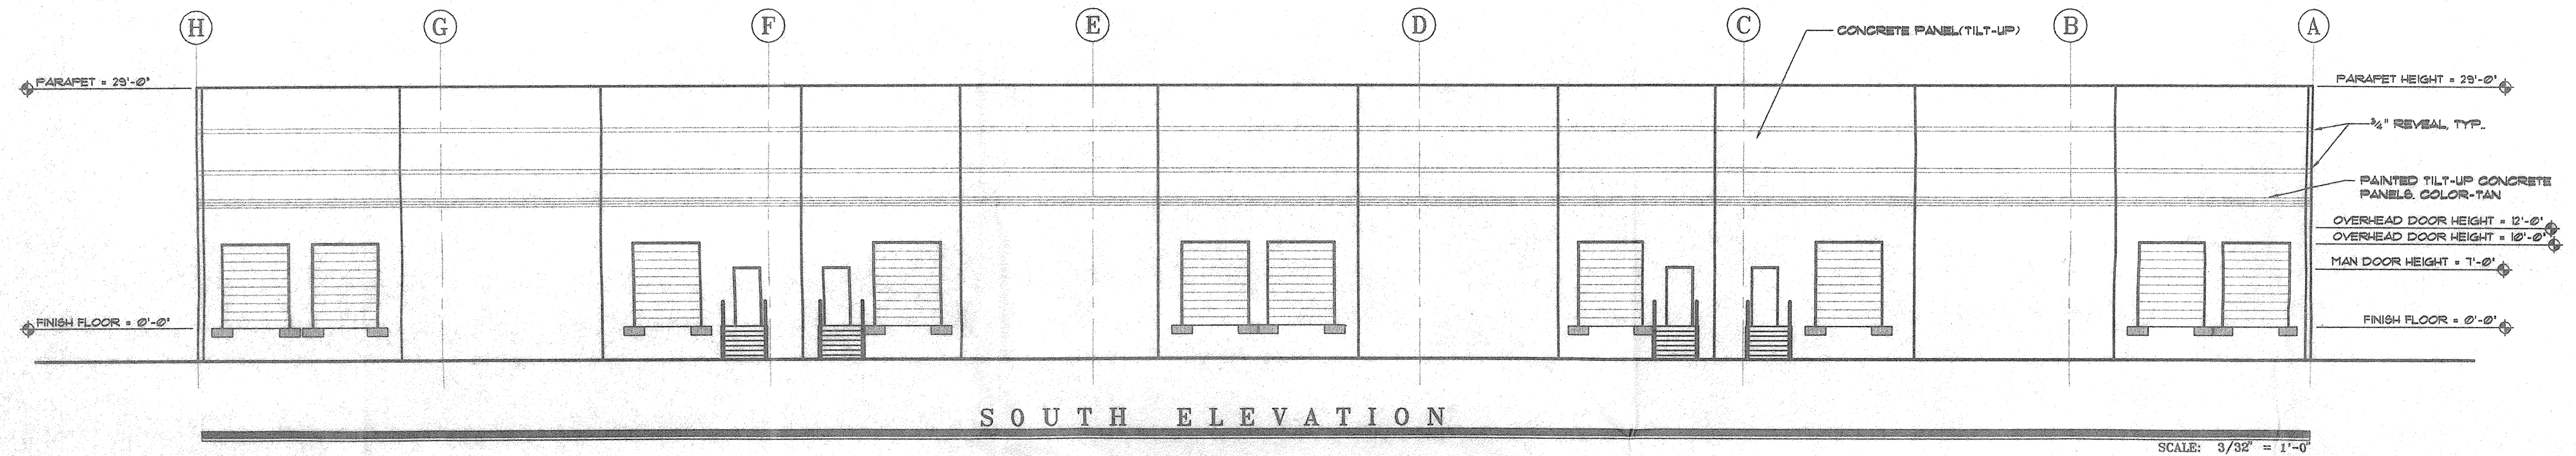 H G F E D C B A
CONCRETE PANEL(TILT-UP)
PARAPET = 29'-0"
PARAPET HEIGHT = 29'-0"
3/4" REVEAL, TYP..
PAINTED TILT-UP CONCRETE
PANELS. COLOR-TAN
OVERHEAD DOOR HEIGHT = 12'-0"
OVERHEAD DOOR HEIGHT = 10'-0"
MAN DOOR HEIGHT = 7'-0"
FINISH FLOOR = 0'-0"
FINISH FLOOR = 0'-0"
SOUTH ELEVATION
SCALE: 3/32" = 1'-0"